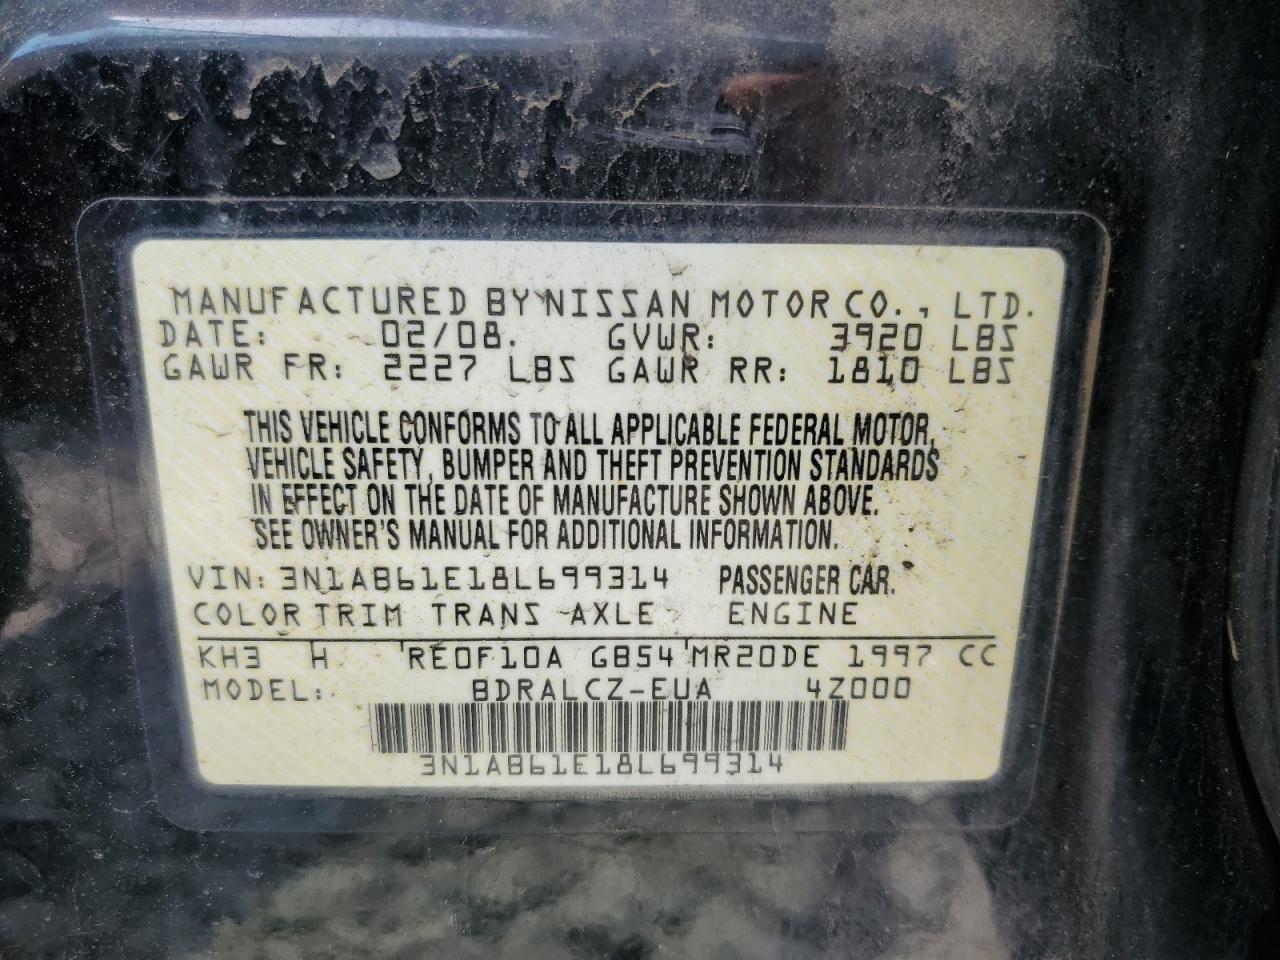 MANUFACTURED BY NISSAN MOTOR CO., LTD.
DATE: 02/08. GVWR: 3920 LBS
GAWR FR: 2227 LBS GAWR RR: 1810 LBS
THIS VEHICLE CONFORMS TO ALL APPLICABLE FEDERAL MOTOR,
VEHICLE SAFETY, BUMPER AND THEFT PREVENTION STANDARDS
IN EFFECT ON THE DATE OF MANUFACTURE SHOWN ABOVE.
SEE OWNER'S MANUAL FOR ADDITIONAL INFORMATION.
VIN: 3N1AB61E18L699314 PASSENGER CAR.
COLOR TRIM TRANS AXLE ENGINE
KH3 H RE0F10A GB54 MR20DE 1997 CC
MODEL: BDRALCZ-EUA 4Z000
3N1AB61E18L699314